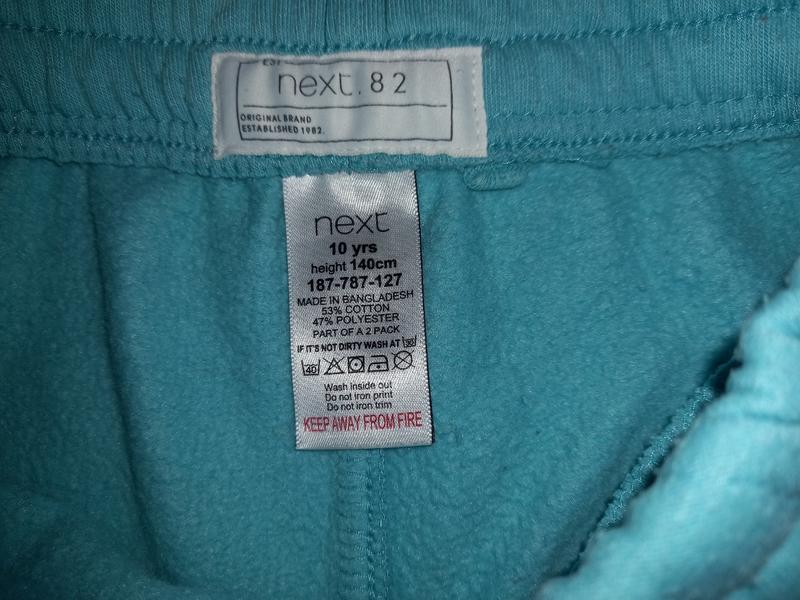 EST
next.82
ORIGINAL BRAND
ESTABLISHED 1982.
next
10 yrs
height 140cm
187-787-127
MADE IN BANGLADESH
53% COTTON
47% POLYESTER
PART OF A 2 PACK
IF IT'S NOT DIRTY WASH AT 30
40
Wash inside out
Do not iron print
Do not iron trim
KEEP AWAY FROM FIRE